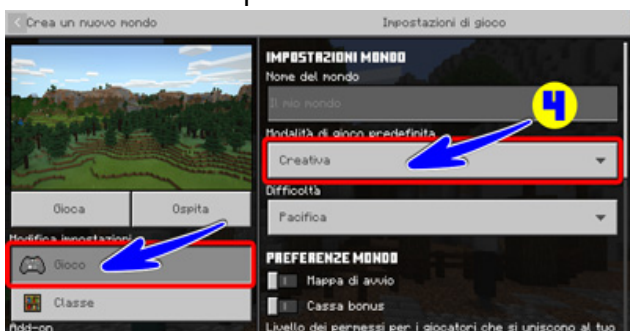 Crea un nuovo mondo
Impostazioni di gioco
IMPOSTAZIONI MONDO
Nome del mondo
Il mio mondo
4
Modalità di gioco predefinita
Creativa
Gioca
Ospita
Difficoltà
Pacifica
Modifica impostazioni
Gioco
PREFERENZE MONDO
Mappa di avvio
Classe
Cassa bonus
Add-on
Livello dei permessi per i giocatori che si uniscono al tuo